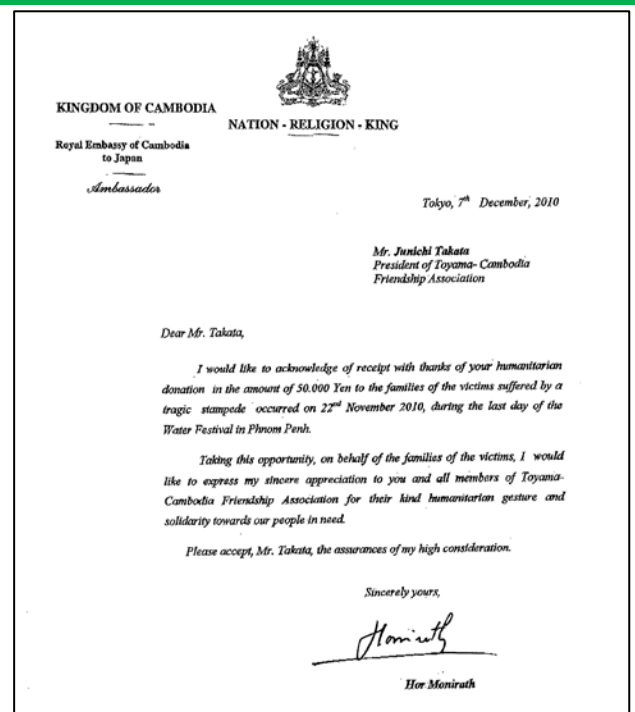 KINGDOM OF CAMBODIA
NATION - RELIGION - KING
Royal Embassy of Cambodia
to Japan
Ambassador
Tokyo, 7th December, 2010
Mr. Junichi Takata
President of Toyama- Cambodia
Friendship Association
Dear Mr. Takata,
I would like to acknowledge of receipt with thanks of your humanitarian
donation in the amount of 50.000 Yen to the families of the victims suffered by a
tragic stampede occurred on 22nd November 2010, during the last day of the
Water Festival in Phnom Penh.
Taking this opportunity, on behalf of the families of the victims, I would
like to express my sincere appreciation to you and all members of Toyama-
Cambodia Friendship Association for their kind humanitarian gesture and
solidarity towards our people in need.
Please accept, Mr. Takata, the assurances of my high consideration.
Sincerely yours,
Homirath
Hor Monirath